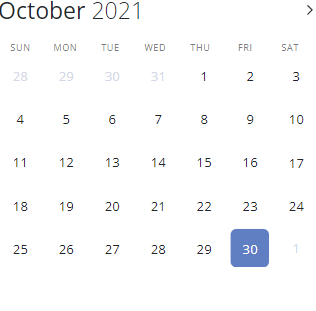 October 2021
SUN MON TUE WED THU FRI SAT
28 29 30 31 1 2 3
4 5 6 7 8 9 10
11 12 13 14 15 16 17
18 19 20 21 22 23 24
25 26 27 28 29 30 1